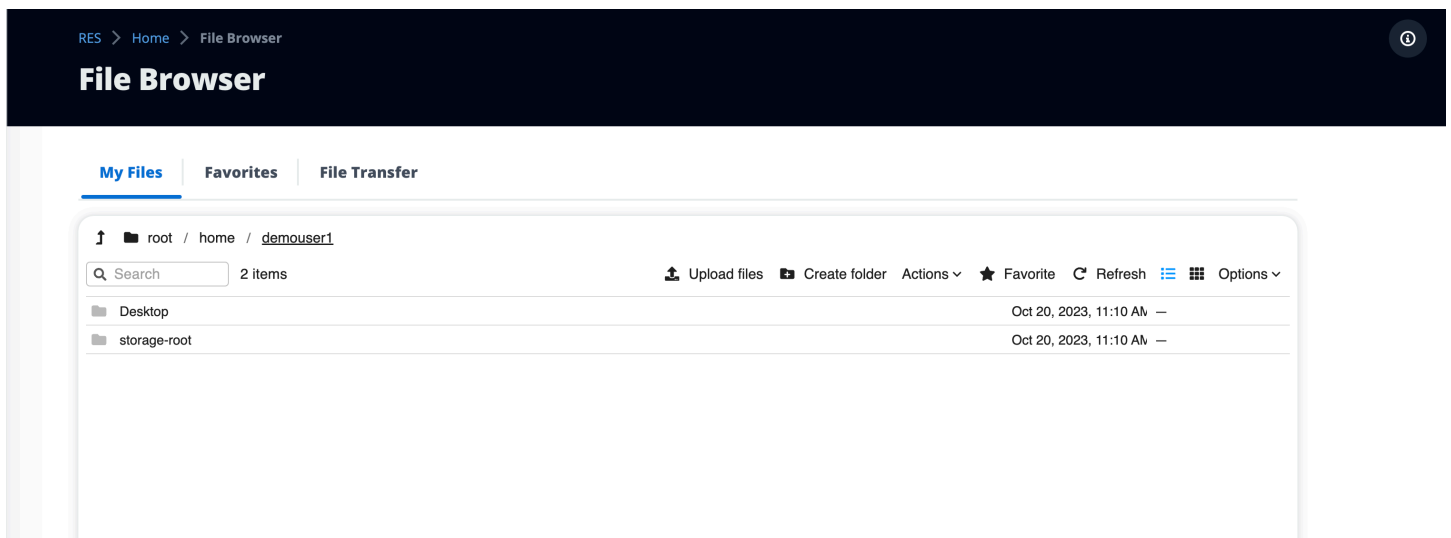 RES > Home > File Browser
File Browser
My Files Favorites File Transfer
root / home / demouser1
Search 2 items Upload files Create folder Actions Favorite Refresh Options
Desktop Oct 20, 2023, 11:10 AM —
storage-root Oct 20, 2023, 11:10 AM —